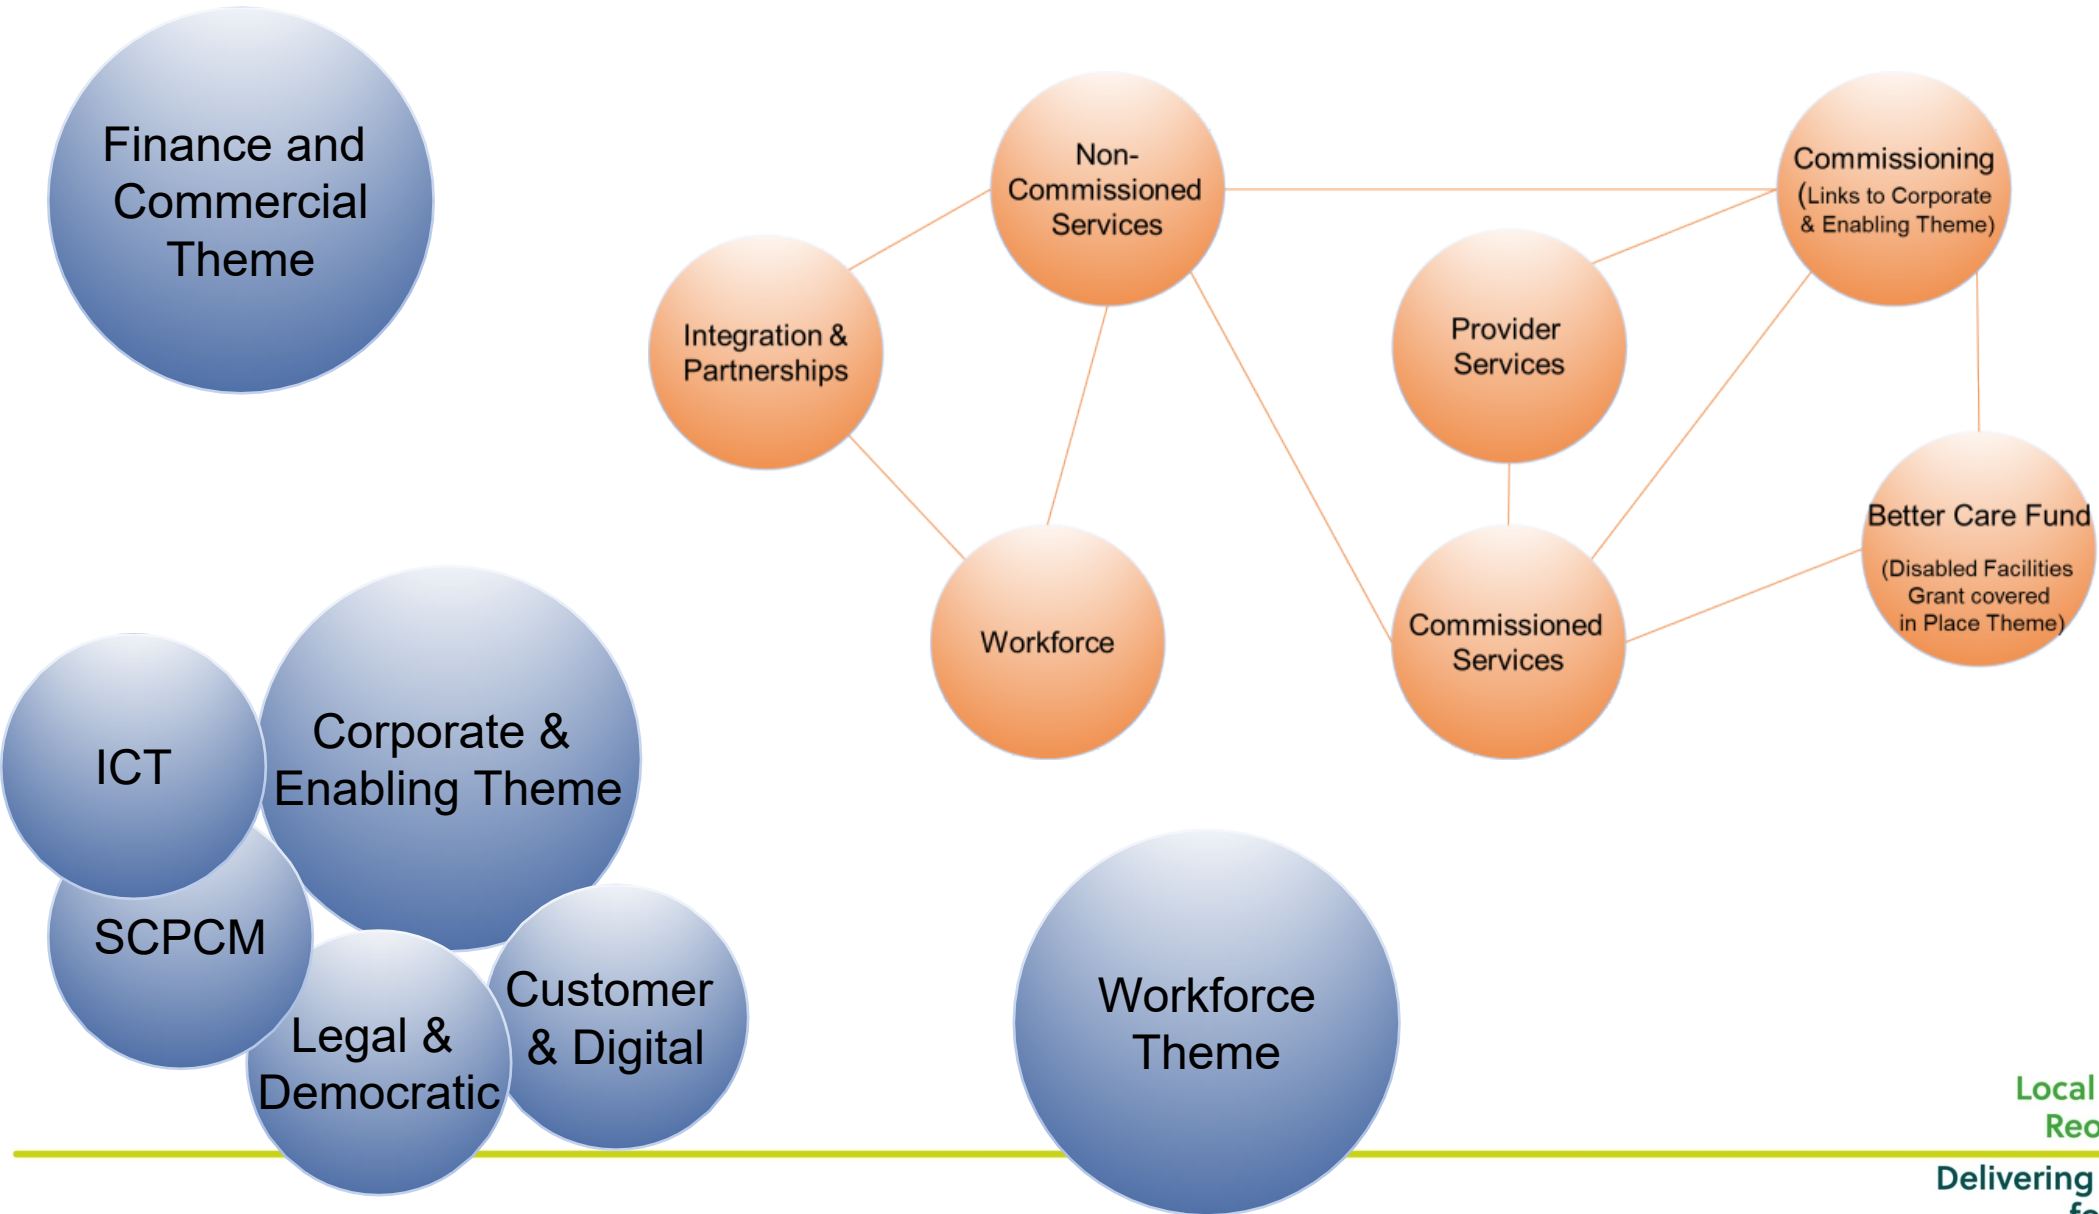 Finance and
Commercial
Theme
Non-
Commissioned
Services
Commissioning
(Links to Corporate
& Enabling Theme)
Integration &
Partnerships
Provider
Services
Better Care Fund
(Disabled Facilities
Grant covered
in Place Theme)
Workforce
Commissioned
Services
Corporate &
Enabling Theme
ICT
SCPCM
Legal &
Democratic
Customer
& Digital
Workforce
Theme
Local
Delivering